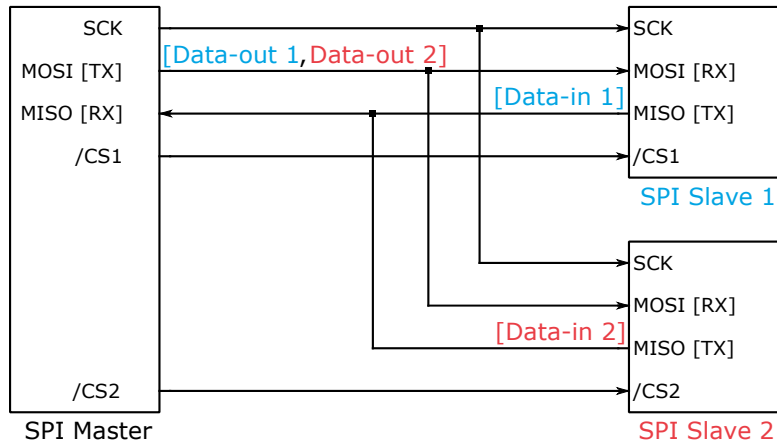 SCK
MOSI [TX]
MISO [RX]
/CS1
/CS2
SPI Master
[Data-out 1,Data-out 2]
[Data-in 1]
SCK
MOSI [RX]
MISO [TX]
/CS1
SPI Slave 1
[Data-in 2]
SCK
MOSI [RX]
MISO [TX]
/CS2
SPI Slave 2